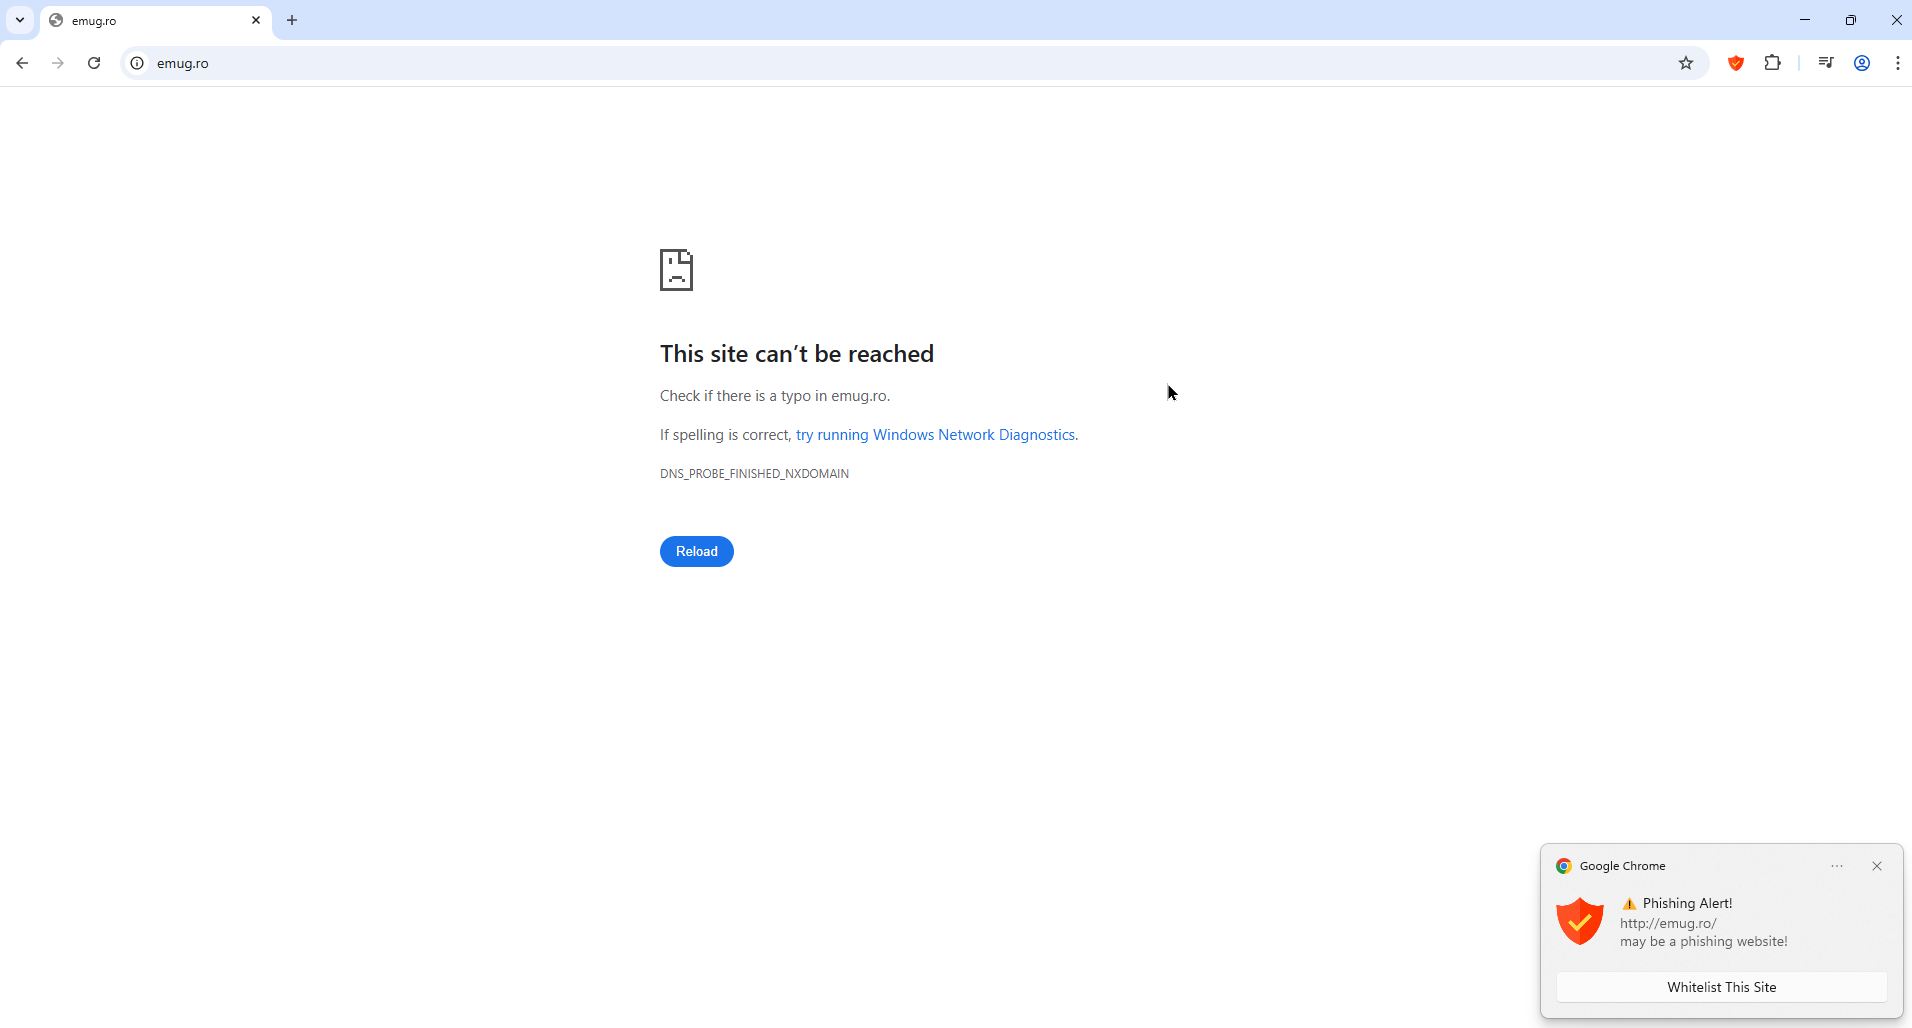 emug.ro
emug.ro
This site can’t be reached
Check if there is a typo in emug.ro.
If spelling is correct, try running Windows Network Diagnostics.
DNS_PROBE_FINISHED_NXDOMAIN
Reload
Google Chrome
⚠️ Phishing Alert!
http://emug.ro/
may be a phishing website!
Whitelist This Site